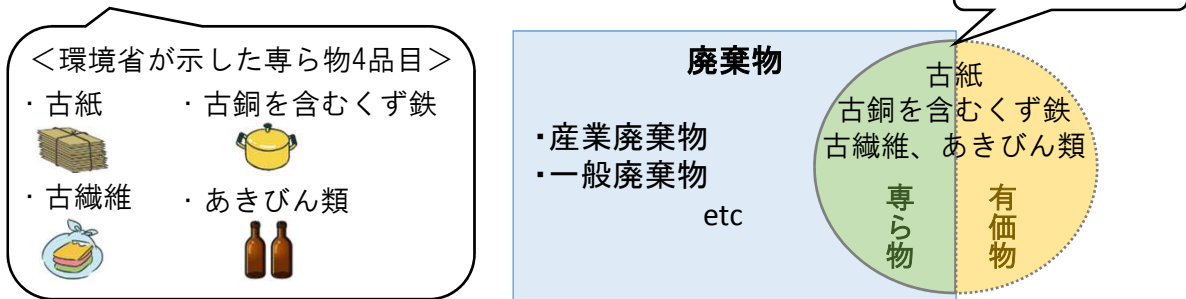 ＜環境省が示した専ら物4品目＞
・古紙
・古銅を含むくず鉄
・古繊維
・あきびん類
廃棄物
・産業廃棄物
・一般廃棄物
etc
古紙
古銅を含むくず鉄
古繊維、あきびん類
専ら物
有価物